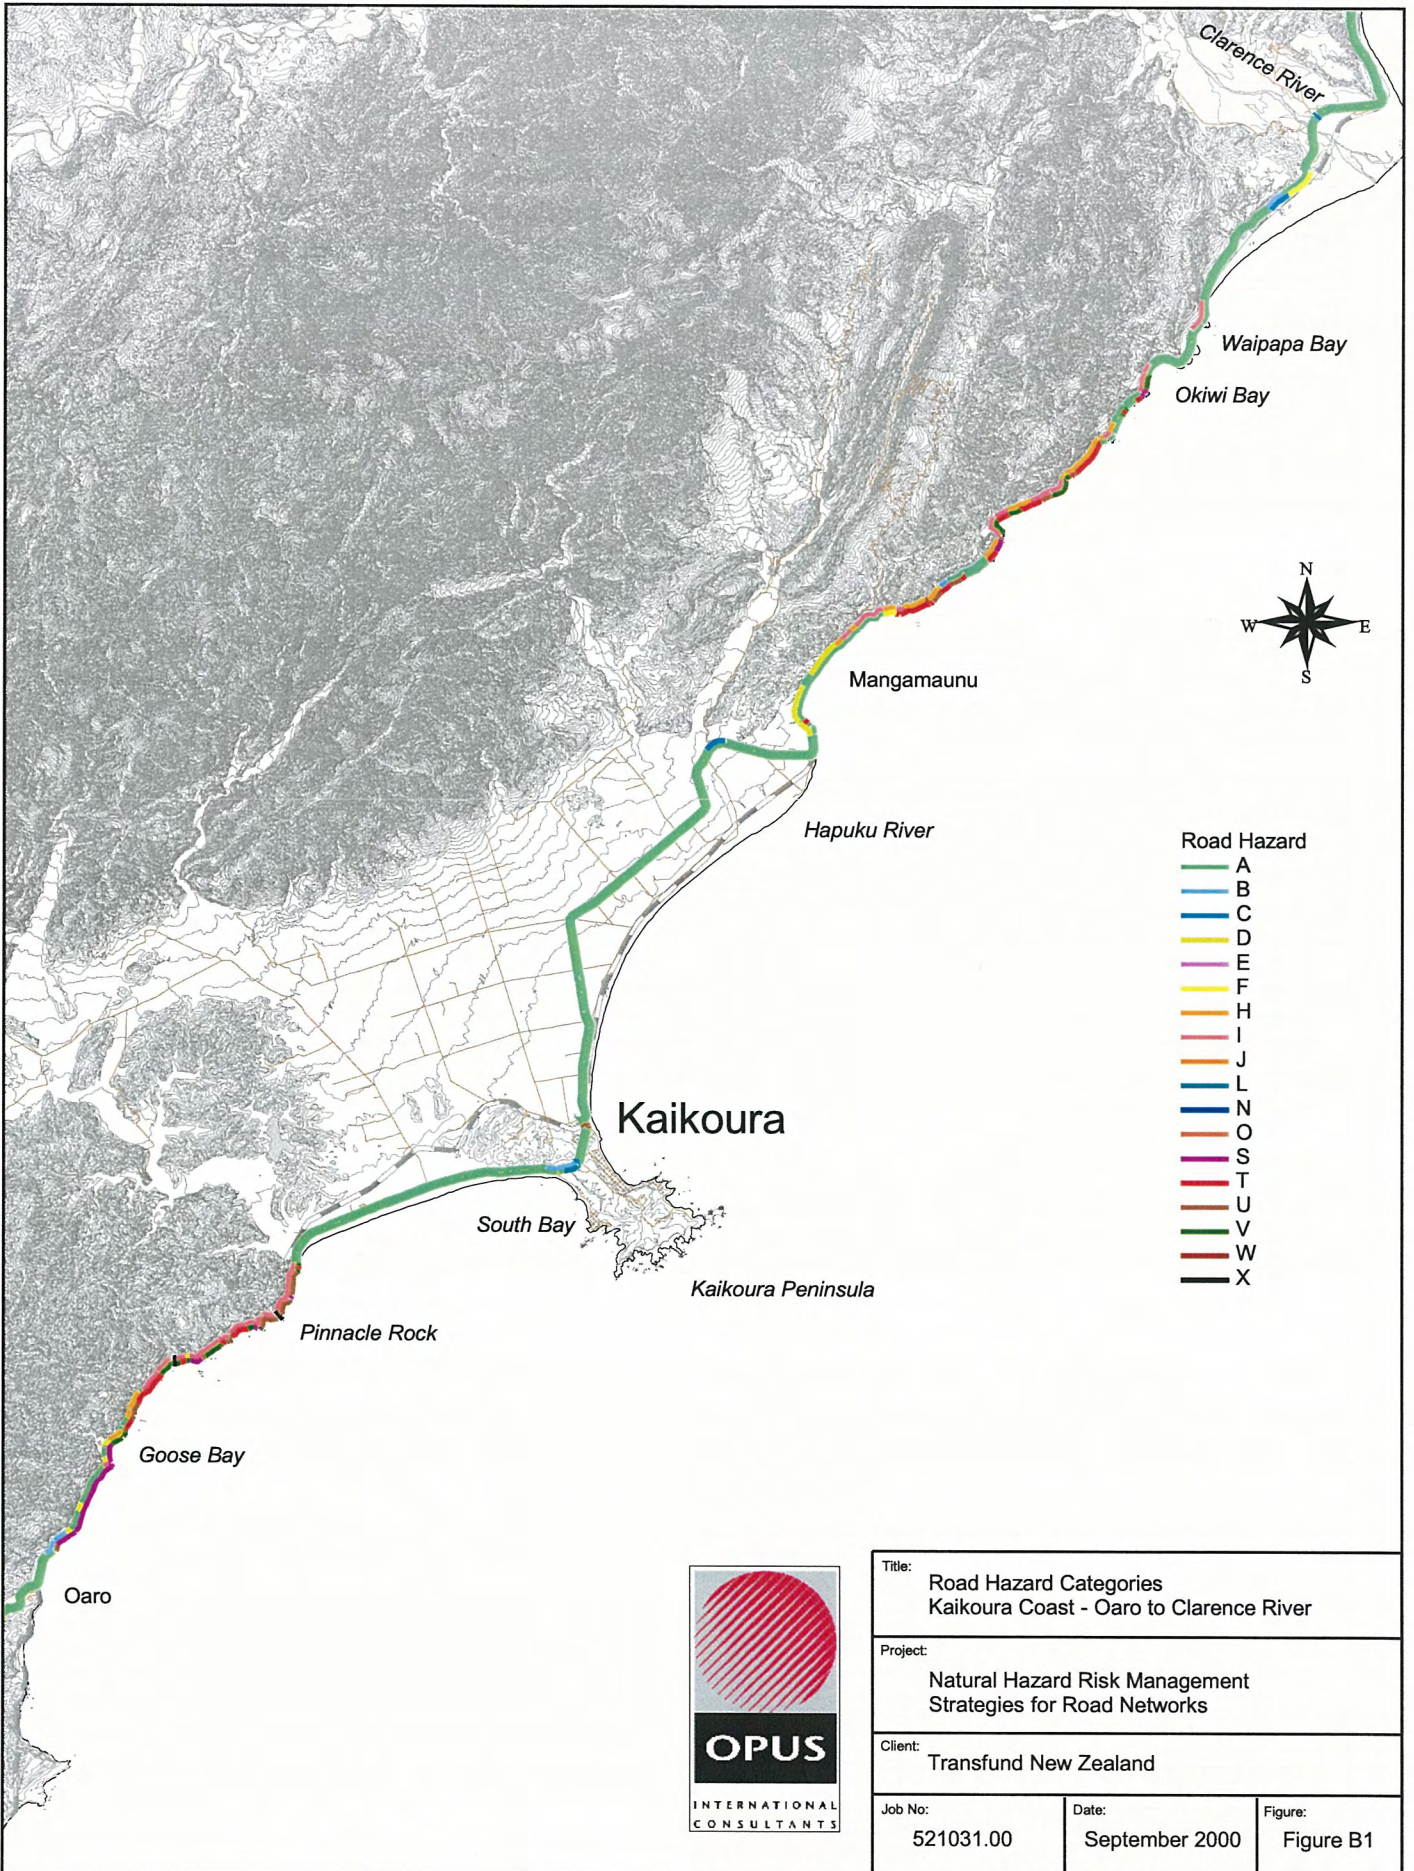 Clarence River
Waipapa Bay
Okiwi Bay
N
W E
S
Mangamaunu
Hapuku River
Road Hazard
A
B
C
D
E
F
H
I
J
L
N
O
S
T
U
V
W
X
Kaikoura
South Bay
Kaikoura Peninsula
Pinnacle Rock
Goose Bay
Oaro
OPUS
INTERNATIONAL
CONSULTANTS
Title:
Road Hazard Categories
Kaikoura Coast - Oaro to Clarence River
Project:
Natural Hazard Risk Management
Strategies for Road Networks
Client:
Transfund New Zealand
Job No:
521031.00
Date:
September 2000
Figure:
Figure B1